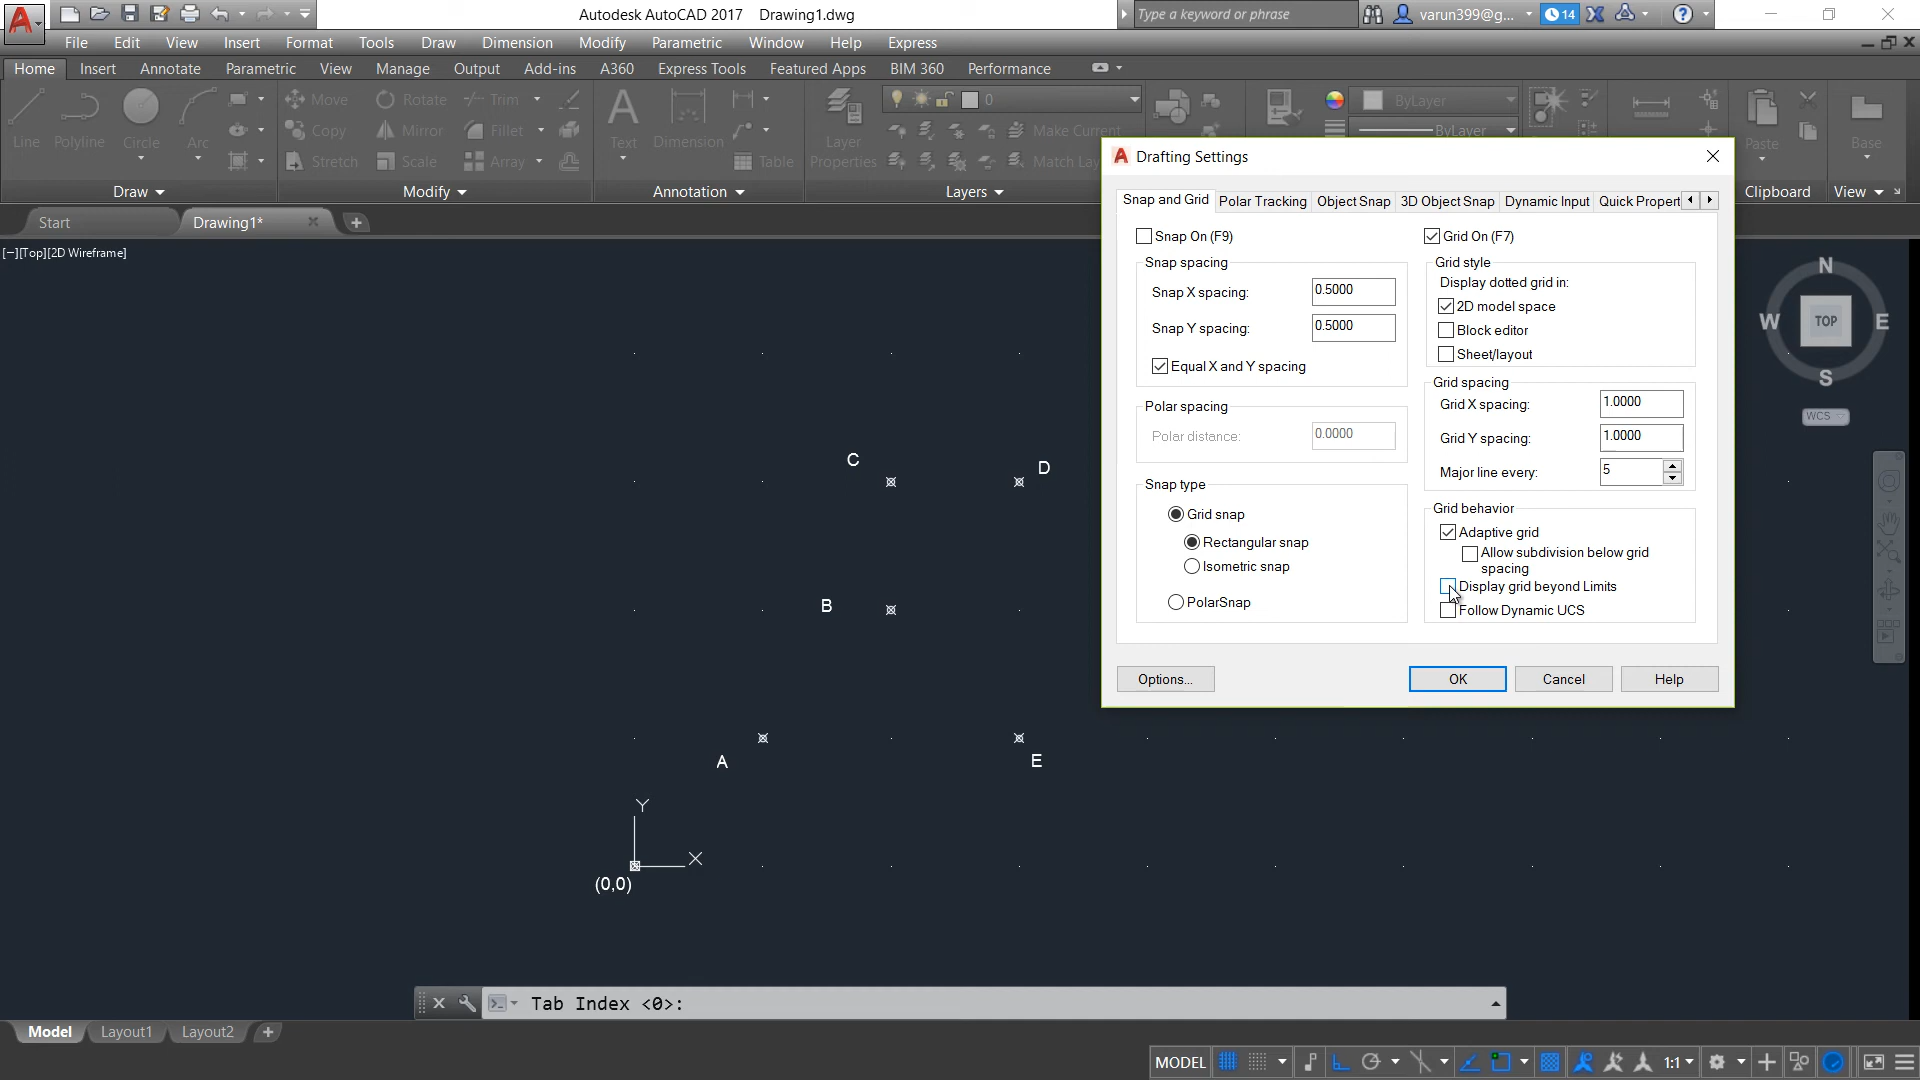 Autodesk AutoCAD 2017 Drawing1.dwg
Type a keyword or phrase
varun399@g...
14
File Edit View Insert Format Tools Draw Dimension Modify Parametric Window Help Express
Home Insert Annotate Parametric View Manage Output Add-ins A360 Express Tools Featured Apps BIM 360 Performance
Line Polyline Circle Arc
Move Rotate Trim
Copy Mirror Fillet
Stretch Scale Array
Text Dimension
Table
Layer
Properties
0
Make Current
Match La
ByLayer
ByLayer
Paste
Base
Draw Modify Annotation Layers Clipboard View
Start Drawing1*
[−][Top][2D Wireframe]
Drafting Settings
Snap and Grid Polar Tracking Object Snap 3D Object Snap Dynamic Input Quick Propert
Snap On (F9)
Snap spacing
Snap X spacing: 0.5000
Snap Y spacing: 0.5000
Equal X and Y spacing
Polar spacing
Polar distance: 0.0000
Snap type
Grid snap
Rectangular snap
Isometric snap
PolarSnap
Grid On (F7)
Grid style
Display dotted grid in:
2D model space
Block editor
Sheet/layout
Grid spacing
Grid X spacing: 1.0000
Grid Y spacing: 1.0000
Major line every: 5
Grid behavior
Adaptive grid
Allow subdivision below grid
spacing
Display grid beyond Limits
Follow Dynamic UCS
Options... OK Cancel Help
N
W TOP E
S
WCS
C D
B
A E
Y
X
(0,0)
Tab Index <0>:
Model Layout1 Layout2
MODEL 1:1